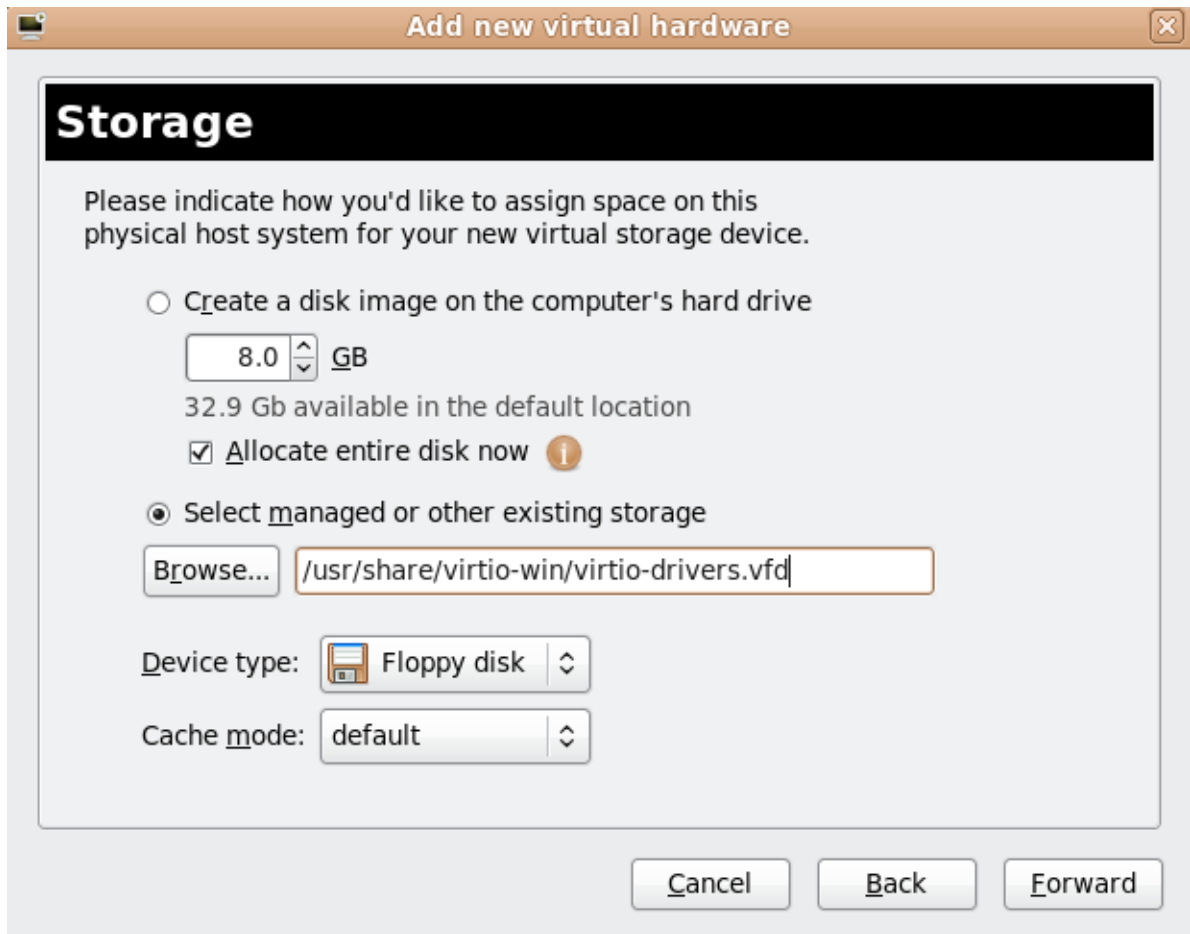 Add new virtual hardware
Storage
Please indicate how you'd like to assign space on this
physical host system for your new virtual storage device.
Create a disk image on the computer's hard drive
8.0 GB
32.9 Gb available in the default location
Allocate entire disk now i
Select managed or other existing storage
Browse... /usr/share/virtio-win/virtio-drivers.vfd
Device type: Floppy disk
Cache mode: default
Cancel Back Forward